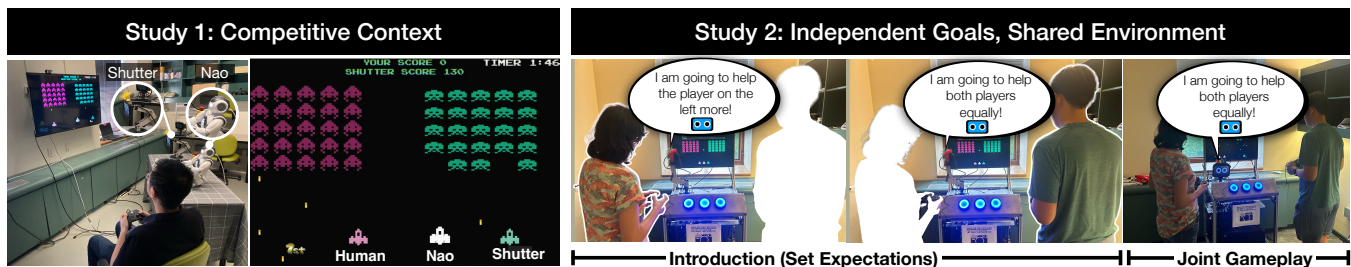 Study 1: Competitive Context
Study 2: Independent Goals, Shared Environment
Shutter
Nao
YOUR SCORE 0
TIMER 1:46
SHUTTER SCORE 130
Human
Nao
Shutter
I am going to help
the player on the
left more!
I am going to help
both players
equally!
I am going to help
both players
equally!
Introduction (Set Expectations)
Joint Gameplay